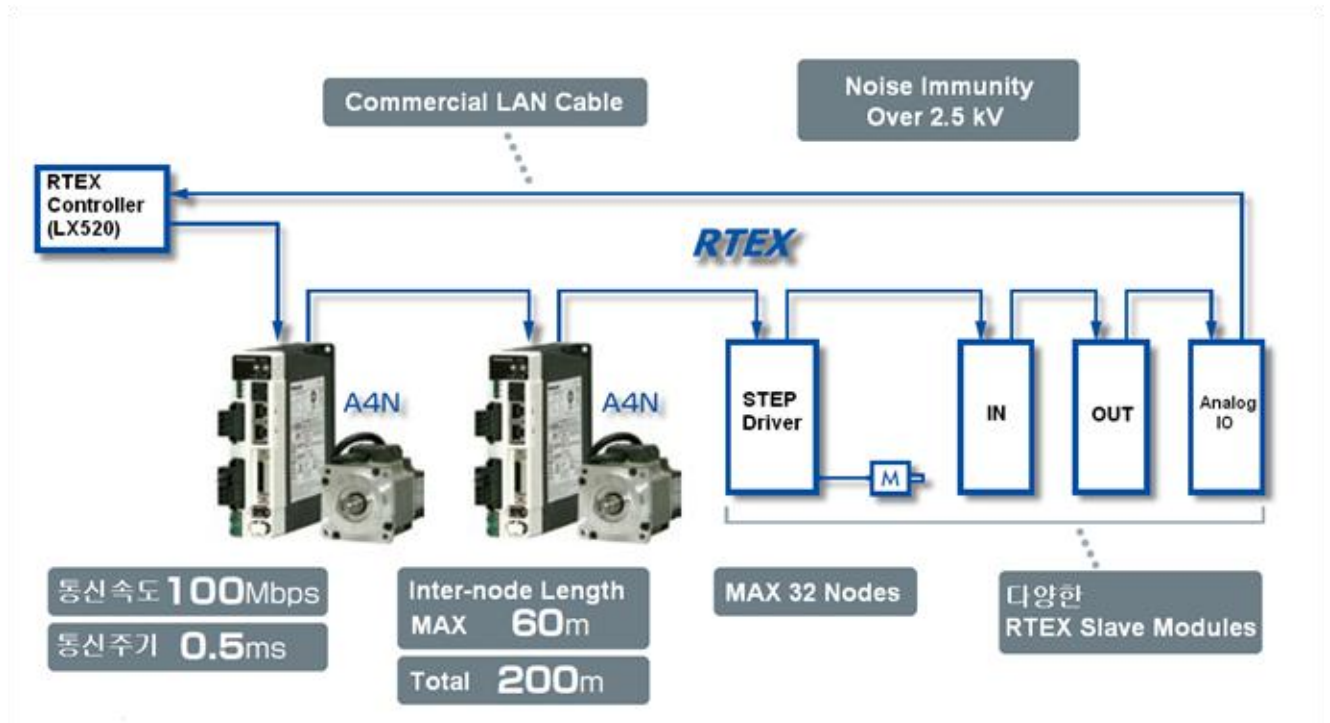 Commercial LAN Cable
Noise Immunity
Over 2.5 kV
RTEX
Controller
(LX520)
RTEX
A4N
A4N
STEP
Driver
M
IN
OUT
Analog
IO
통신속도 100Mbps
통신주기 0.5ms
Inter-node Length
MAX 60m
Total 200m
MAX 32 Nodes
다양한
RTEX Slave Modules